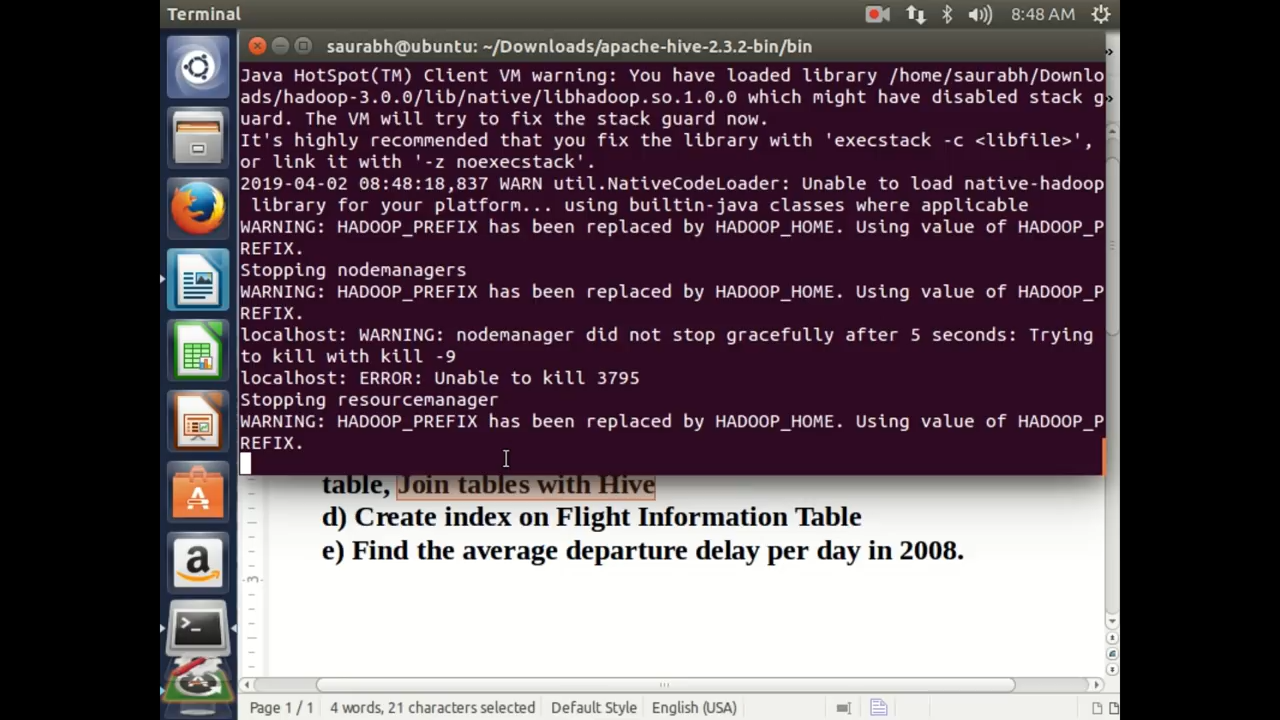 Terminal
8:48 AM
saurabh@ubuntu: ~/Downloads/apache-hive-2.3.2-bin/bin
Java HotSpot(TM) Client VM warning: You have loaded library /home/saurabh/Downlo
ads/hadoop-3.0.0/lib/native/libhadoop.so.1.0.0 which might have disabled stack g
uard. The VM will try to fix the stack guard now.
It's highly recommended that you fix the library with 'execstack -c <libfile>',
or link it with '-z noexecstack'.
2019-04-02 08:48:18,837 WARN util.NativeCodeLoader: Unable to load native-hadoop
library for your platform... using builtin-java classes where applicable
WARNING: HADOOP_PREFIX has been replaced by HADOOP_HOME. Using value of HADOOP_P
REFIX.
Stopping nodemanagers
WARNING: HADOOP_PREFIX has been replaced by HADOOP_HOME. Using value of HADOOP_P
REFIX.
localhost: WARNING: nodemanager did not stop gracefully after 5 seconds: Trying
to kill with kill -9
localhost: ERROR: Unable to kill 3795
Stopping resourcemanager
WARNING: HADOOP_PREFIX has been replaced by HADOOP_HOME. Using value of HADOOP_P
REFIX.
table, Join tables with Hive
d) Create index on Flight Information Table
e) Find the average departure delay per day in 2008.
3
Page 1 / 1 4 words, 21 characters selected Default Style English (USA)